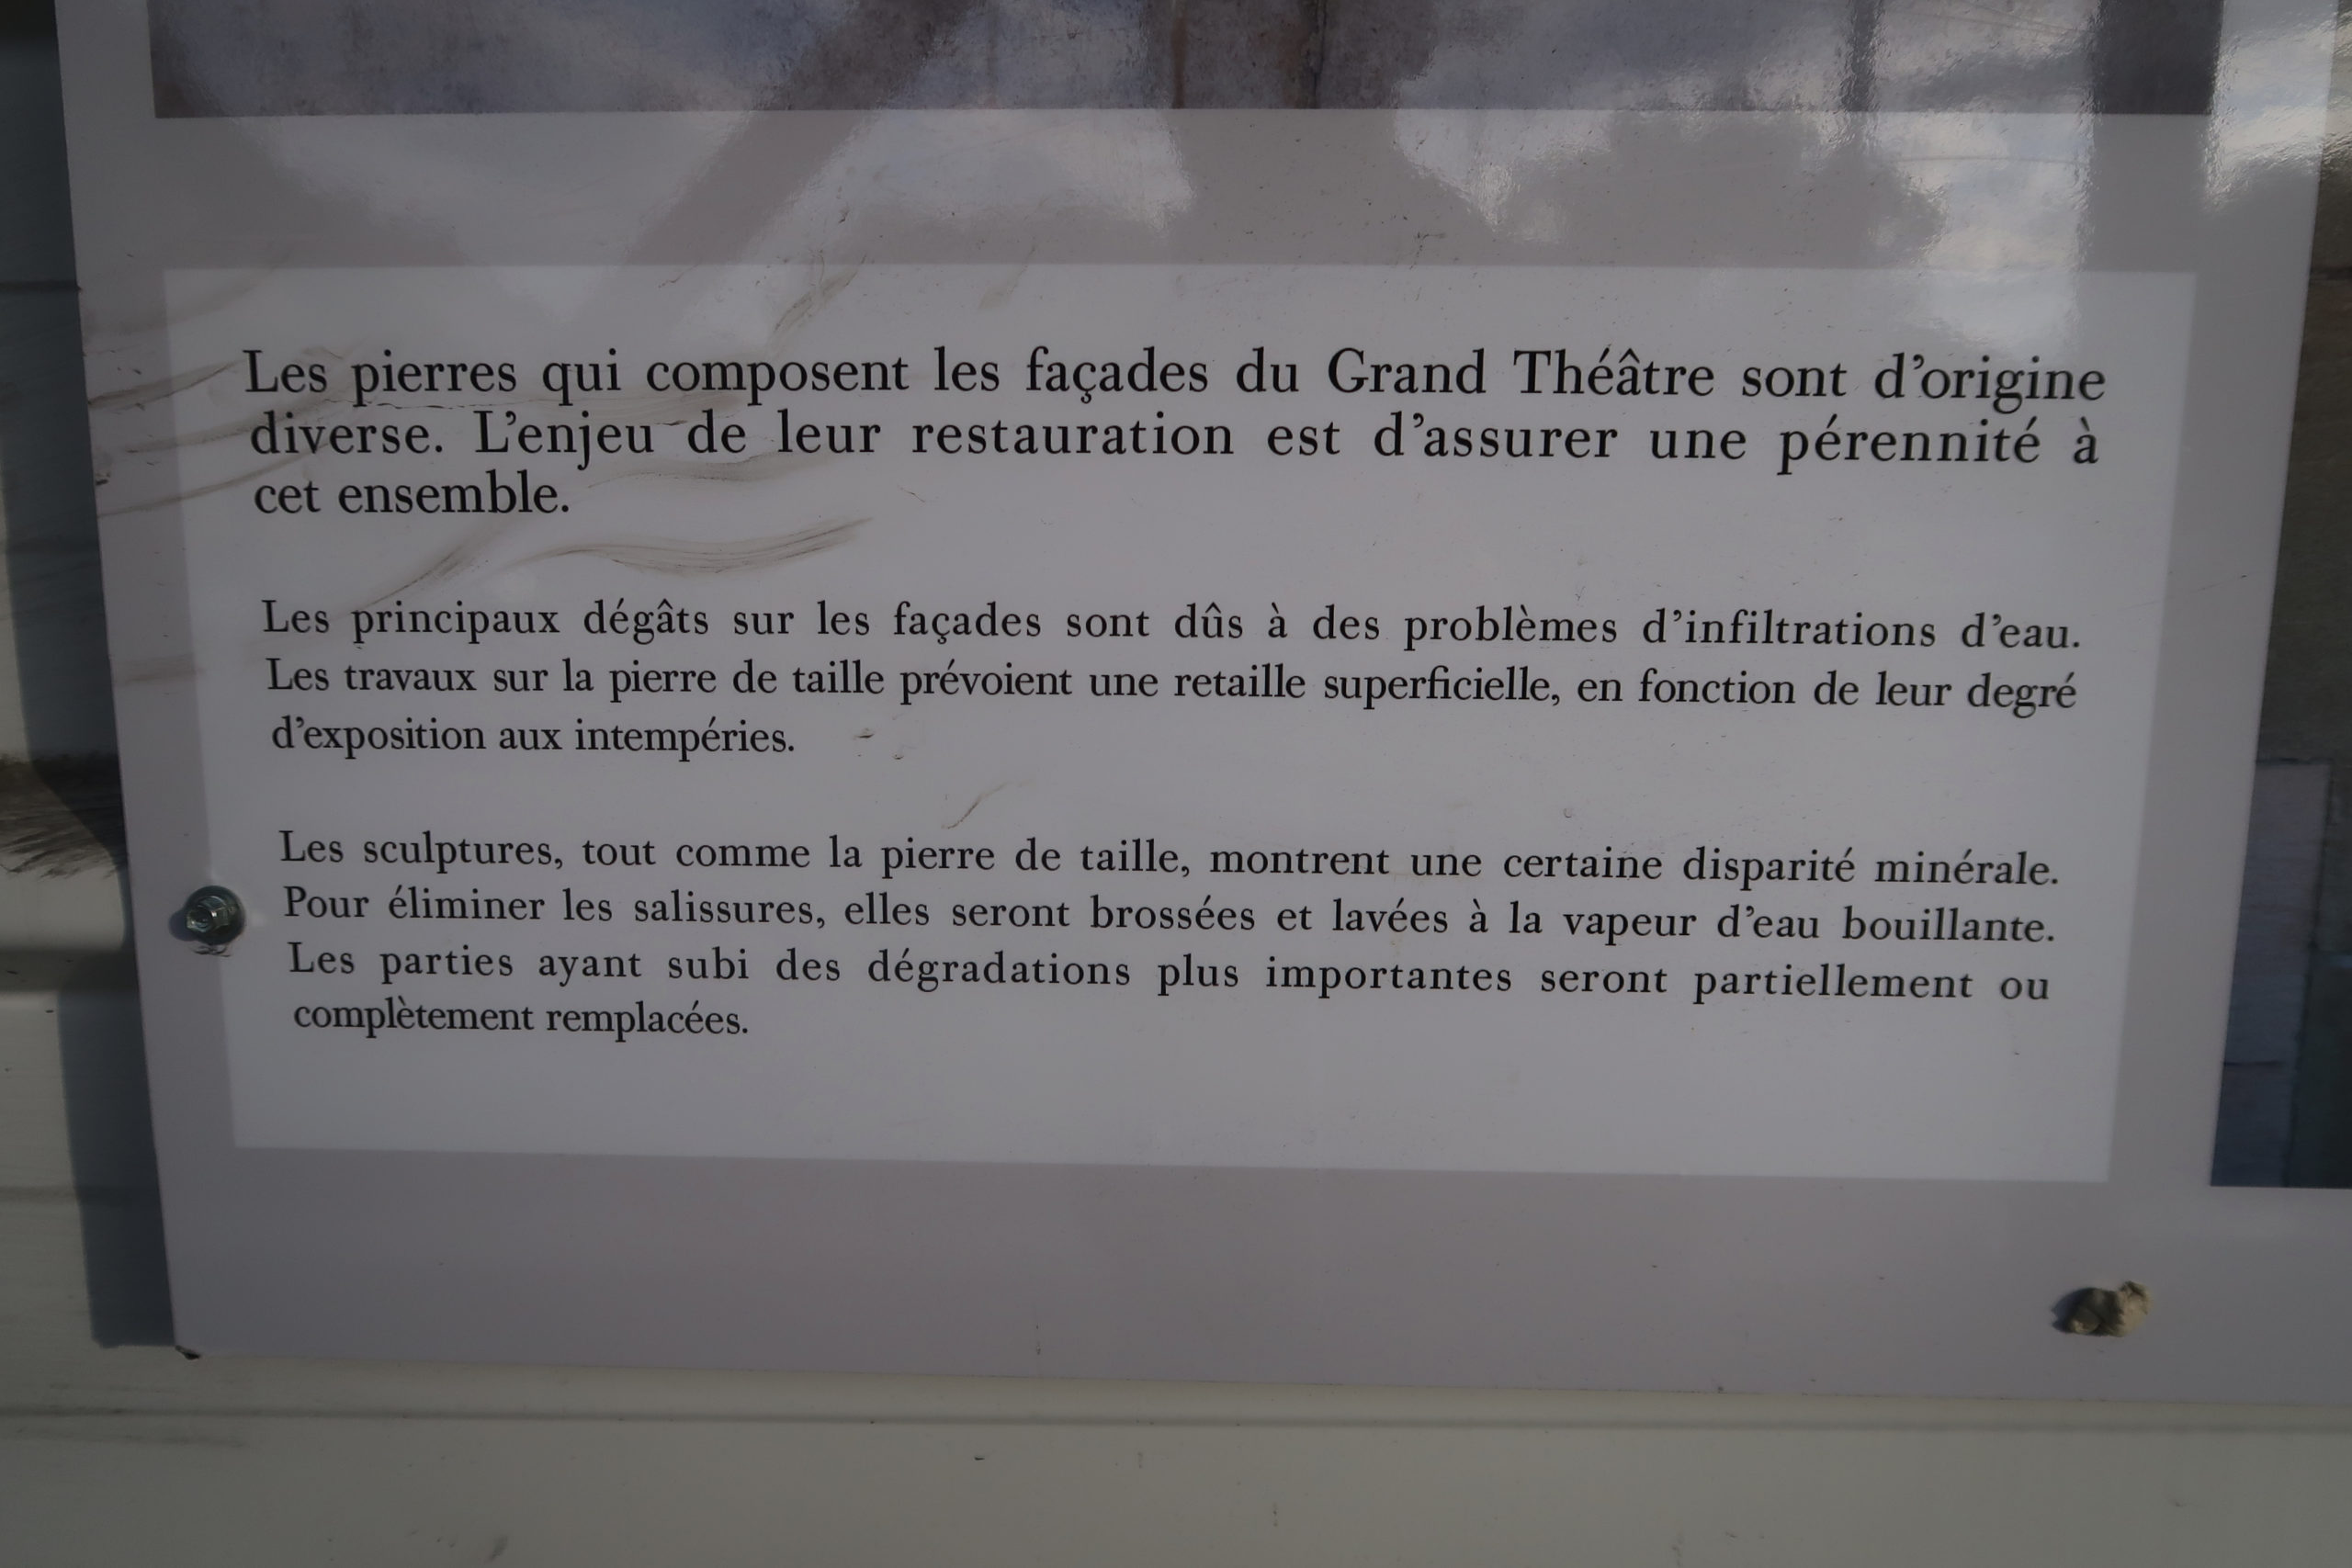 Les pierres qui composent les façades du Grand Théâtre sont d’origine
diverse. L’enjeu de leur restauration est d’assurer une pérennité à
cet ensemble.
Les principaux dégâts sur les façades sont dûs à des problèmes d’infiltrations d’eau.
Les travaux sur la pierre de taille prévoient une retaille superficielle, en fonction de leur degré
d’exposition aux intempéries.
Les sculptures, tout comme la pierre de taille, montrent une certaine disparité minérale.
Pour éliminer les salissures, elles seront brossées et lavées à la vapeur d’eau bouillante.
Les parties ayant subi des dégradations plus importantes seront partiellement ou
complètement remplacées.